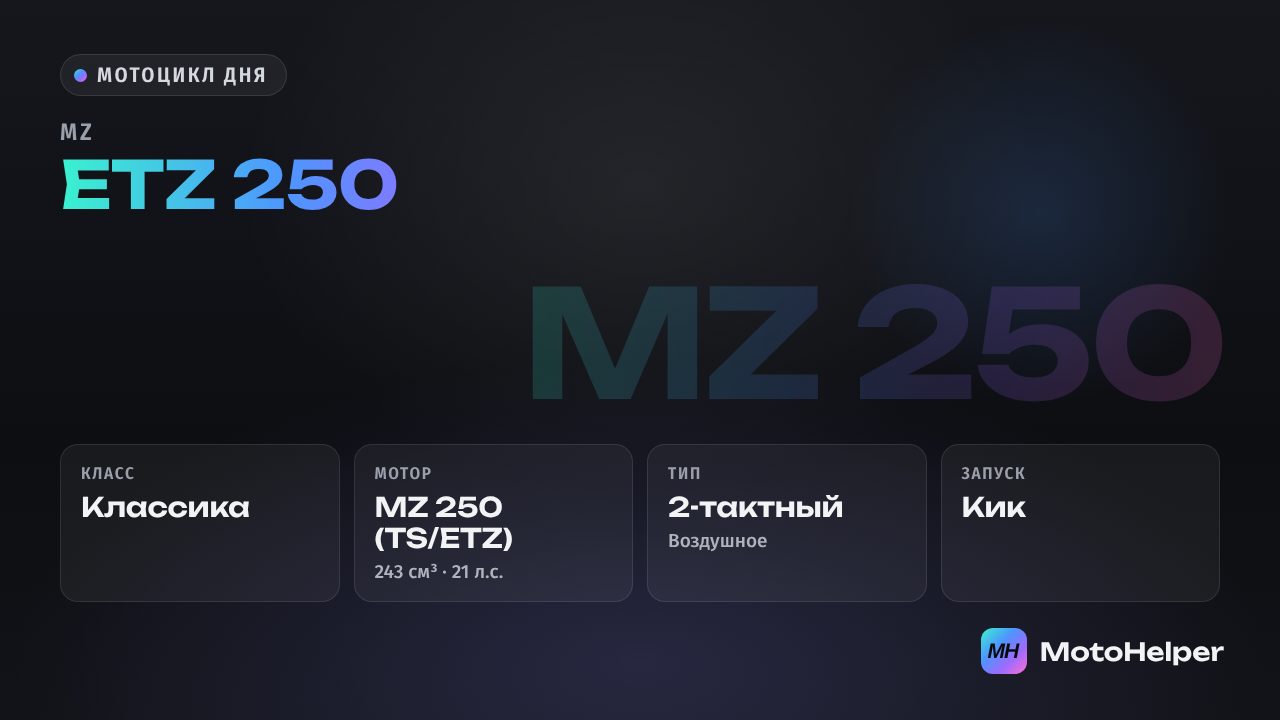 МОТОЦИКЛ ДНЯ
MZ
ETZ 250
MZ 250
КЛАСС
Классика
МОТОР
MZ 250
(TS/ETZ)
243 см³ · 21 л.с.
ТИП
2-тактный
Воздушное
ЗАПУСК
Кик
MH MotoHelper